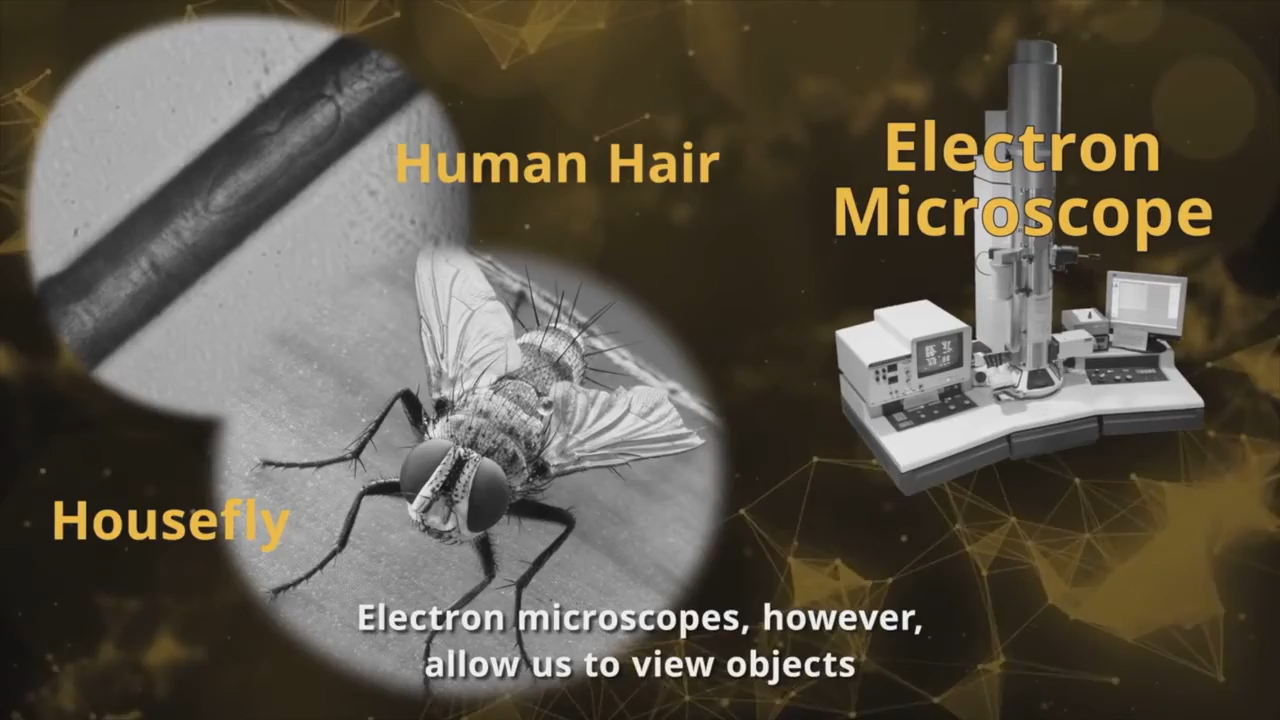 Human Hair
Electron
Microscope
Housefly
Electron microscopes, however,
allow us to view objects